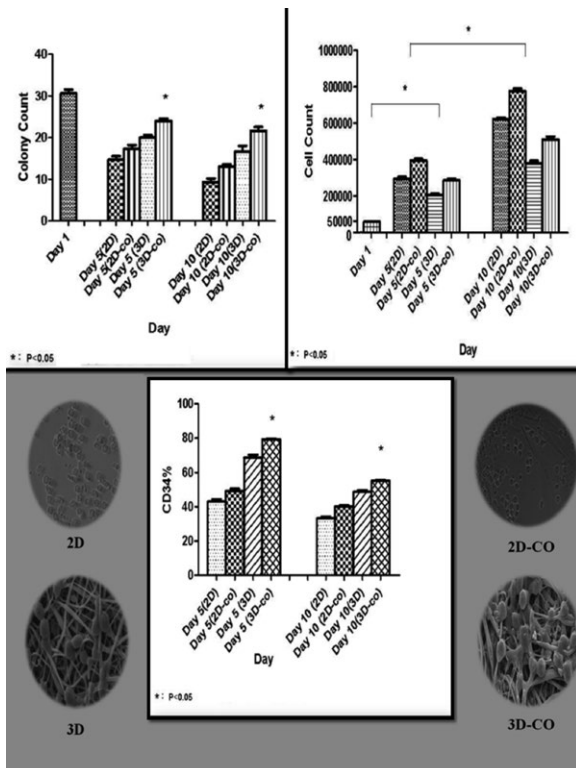 40
30
20
10
0
Colony Count
*
*
Day 1
Day 5(2D)
Day 5(2D-co)
Day 5 (3D)
Day 5 (3D-co)
Day 10 (2D)
Day 10 (2D-co)
Day 10(3D)
Day 10(3D-co)
Day
*: P<0.05
1000000
800000
600000
400000
200000
50000
Cell Count
*
*
Day 1
Day 5(2D)
Day 5(2D-co)
Day 5 (3D)
Day 5 (3D-co)
Day 10 (2D)
Day 10 (2D-co)
Day 10(3D)
Day 10(3D-co)
Day
*: P<0.05
2D
3D
100
80
60
40
20
0
CD34%
*
*
Day 5(2D)
Day 5(2D-co)
Day 5 (3D)
Day 5 (3D-co)
Day 10 (2D)
Day 10 (2D-co)
Day 10(3D)
Day 10(3D-co)
Day
*: P<0.05
2D-CO
3D-CO